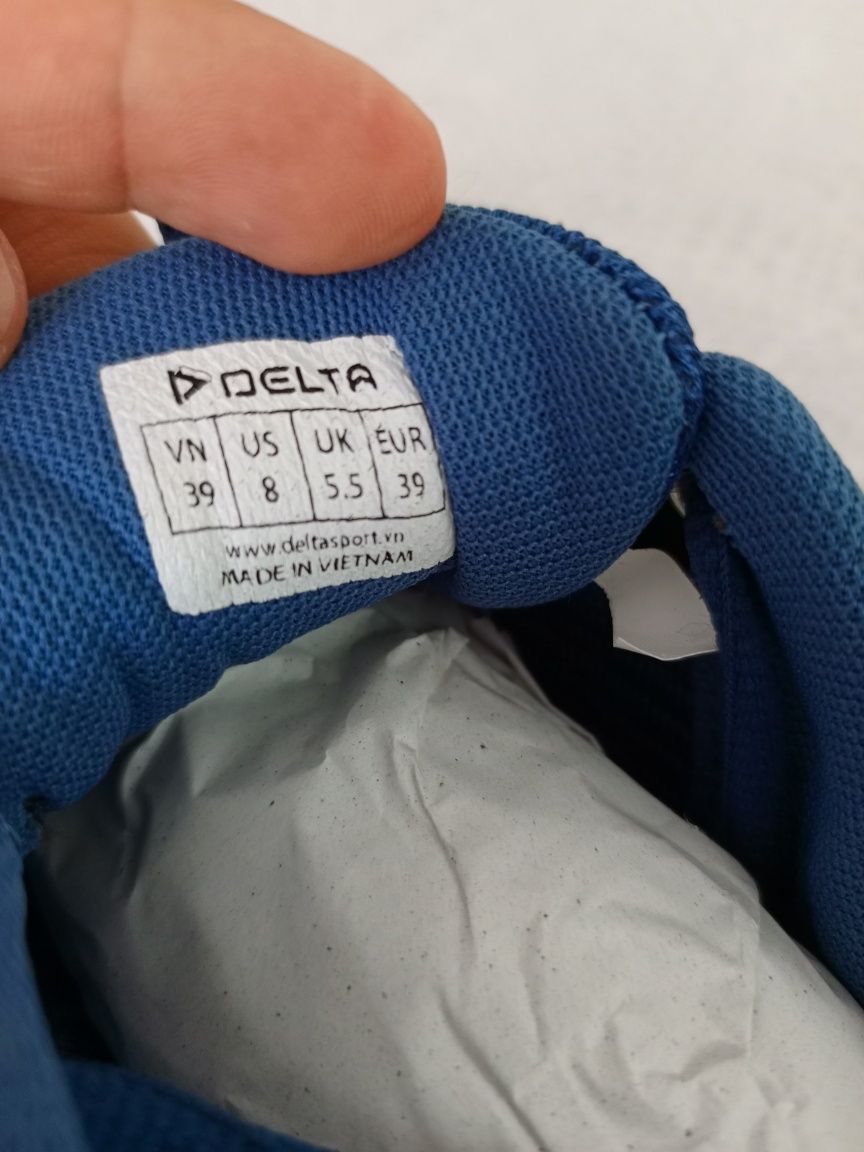 DELTA
VN US UK EUR
39 8 5.5 39
www.deltasport.vn
MADE IN VIETNAM